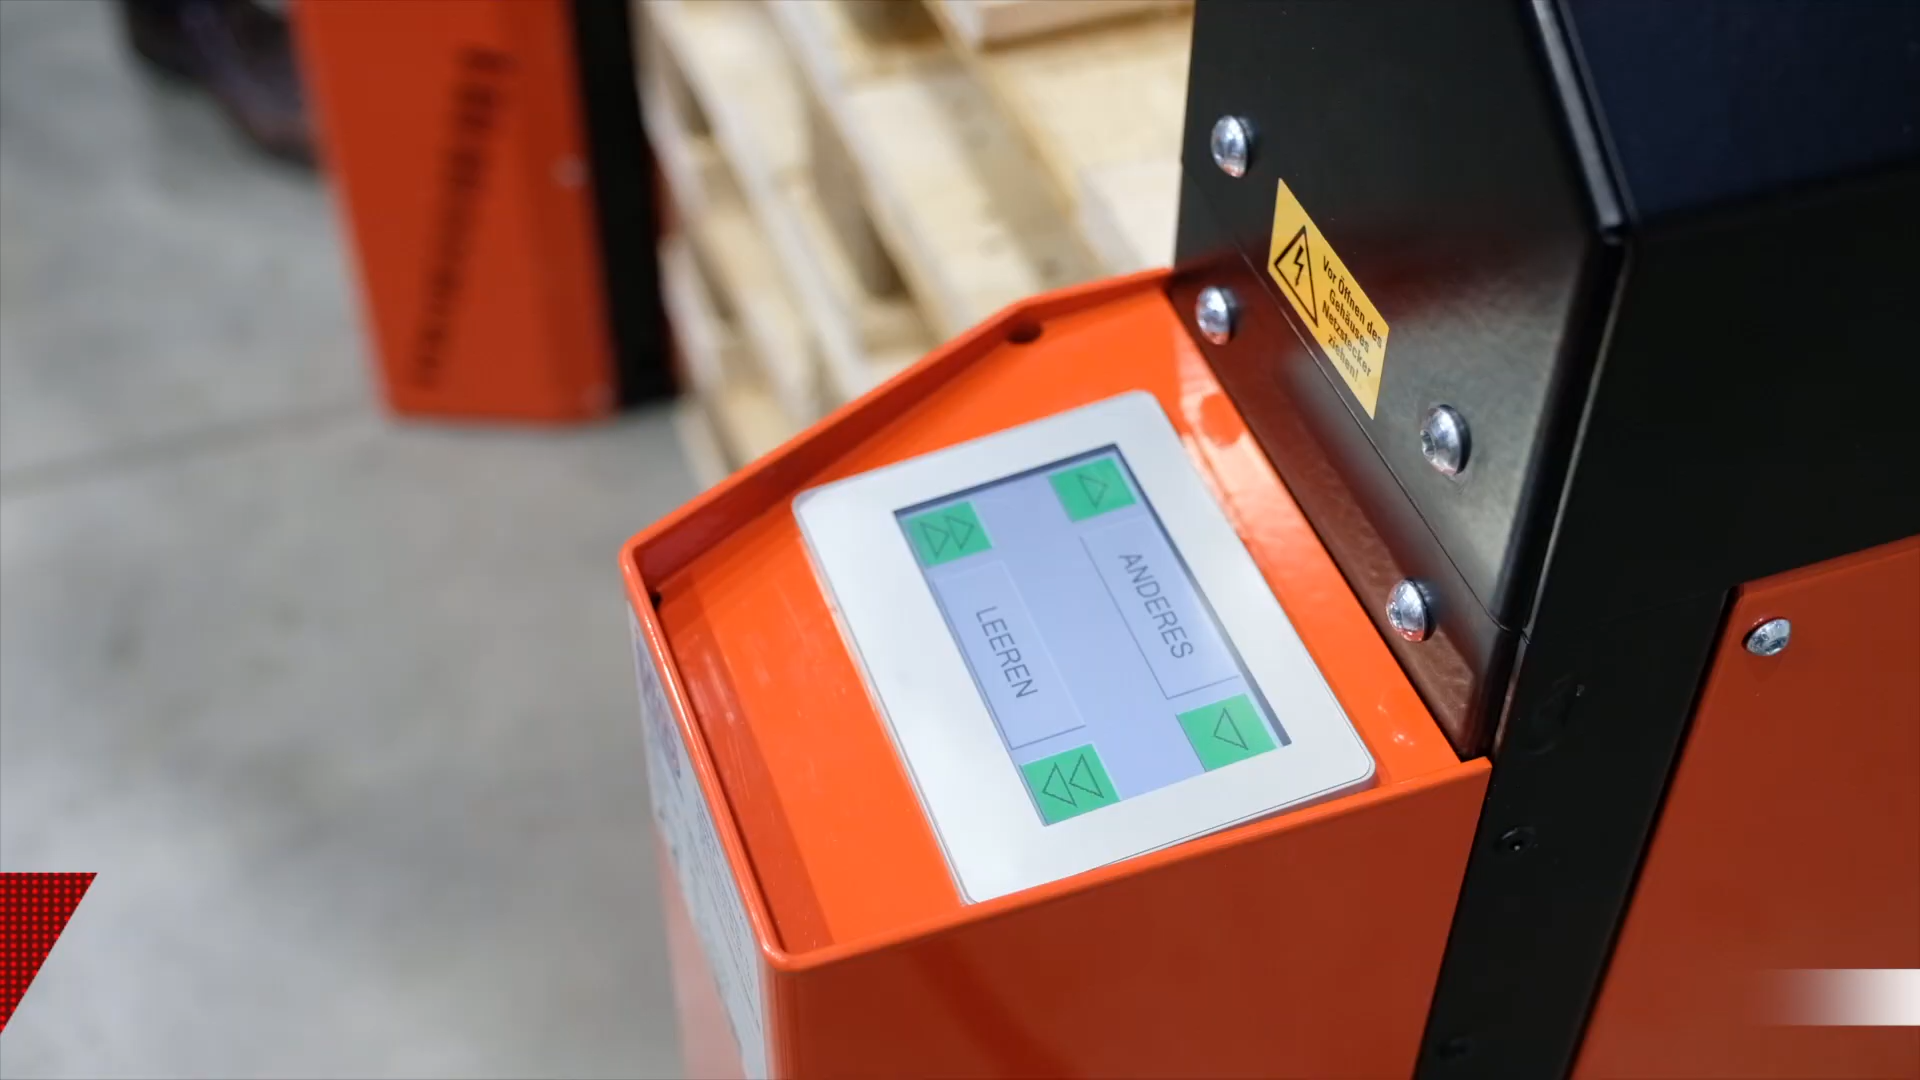 Vor Öffnen des
Gehäuses
Netzstecker
ziehen!
ANDERES
LEEREN